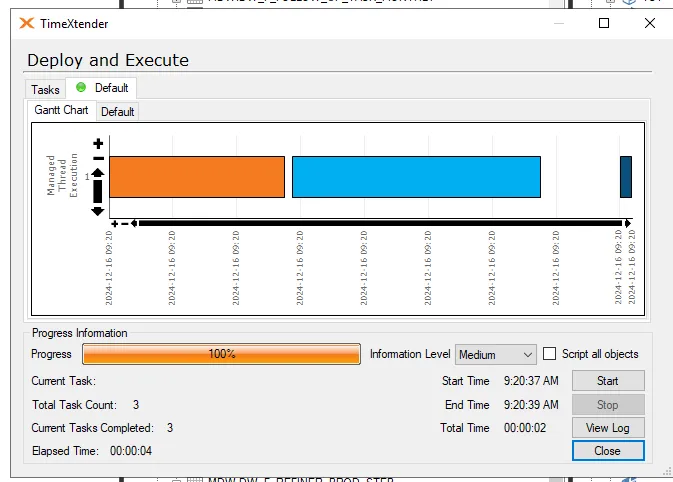 TimeXtender
Deploy and Execute
Tasks Default
Gantt Chart Default
Managed
Thread
Execution
1
2024-12-16 09:20
2024-12-16 09:20
2024-12-16 09:20
2024-12-16 09:20
2024-12-16 09:20
2024-12-16 09:20
2024-12-16 09:20
2024-12-16 09:20
2024-12-16 09:20
2024-12-16 09:20
Progress Information
Progress 100% Information Level Medium Script all objects
Current Task: Start Time 9:20:37 AM Start
Total Task Count: 3 End Time 9:20:39 AM Stop
Current Tasks Completed: 3 Total Time 00:00:02 View Log
Elapsed Time: 00:00:04 Close